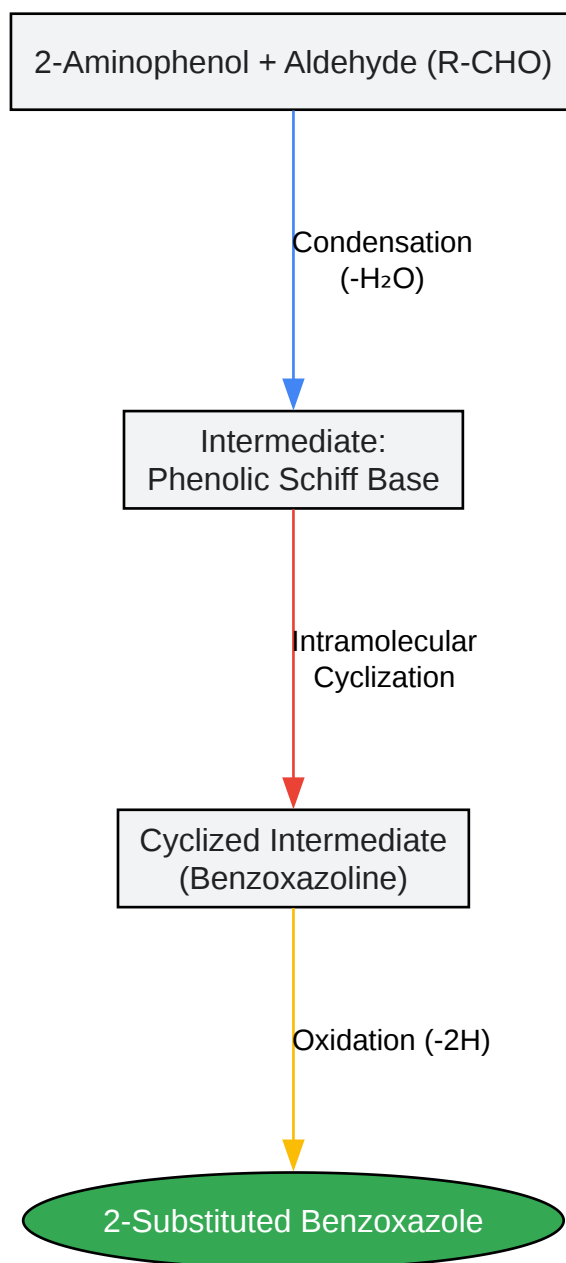 2-Aminophenol + Aldehyde (R-CHO)
Condensation
(-H₂O)
Intermediate:
Phenolic Schiff Base
Intramolecular
Cyclization
Cyclized Intermediate
(Benzoxazoline)
Oxidation (-2H)
2-Substituted Benzoxazole